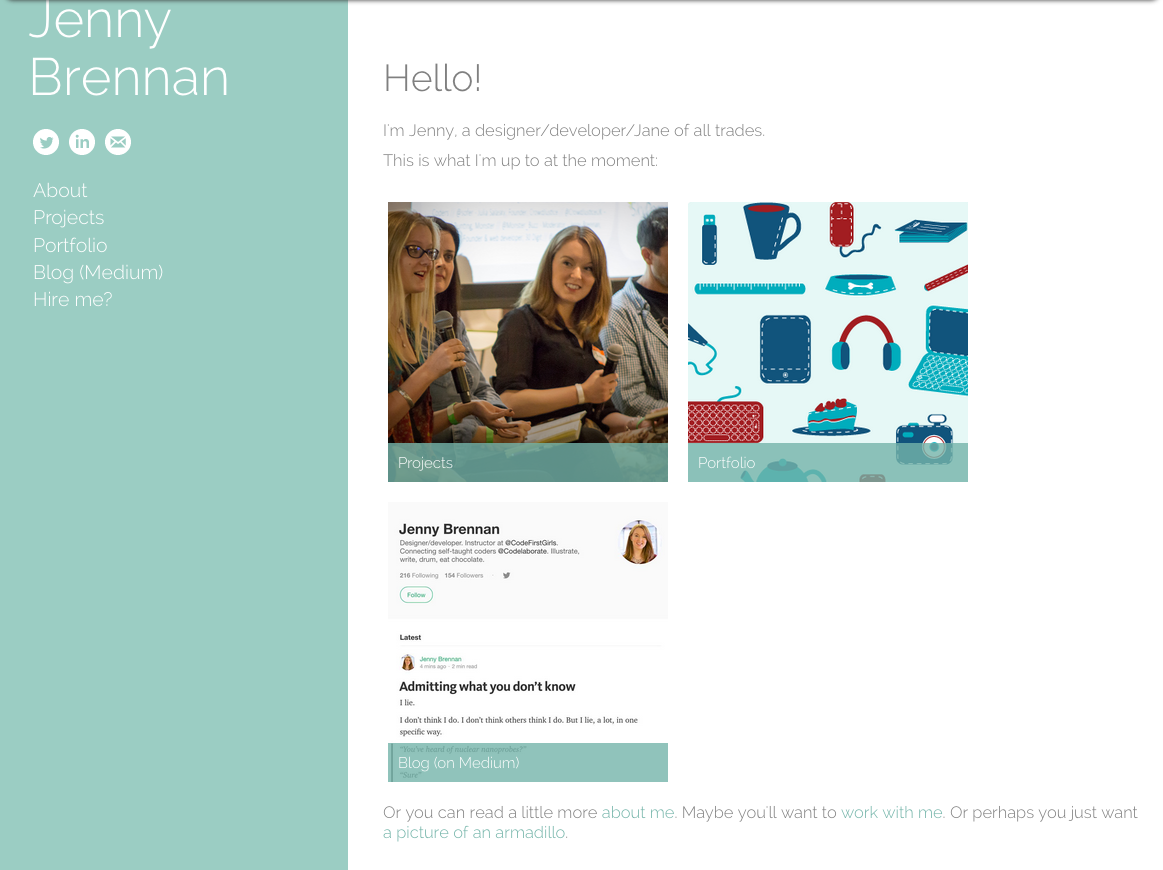 Jenny
Brennan
About
Projects
Portfolio
Blog (Medium)
Hire me?
Hello!
I'm Jenny, a designer/developer/Jane of all trades.
This is what I'm up to at the moment:
Projects
Portfolio
Jenny Brennan
Designer/developer. Instructor at @CodeFirstGirls.
Connecting self-taught coders @Codelaborate. Illustrate,
write, drum, eat chocolate.
216 Following 154 Followers ·
Follow
Latest
Jenny Brennan
4 mins ago · 2 min read
Admitting what you don't know
I lie.
I don't think I do. I don't think others think I do. But I lie, a lot, in one
specific way.
"You're heard of nuclear nanoprobes?"
Blog (on Medium)
"Sure"
Or you can read a little more about me. Maybe you'll want to work with me. Or perhaps you just want
a picture of an armadillo.